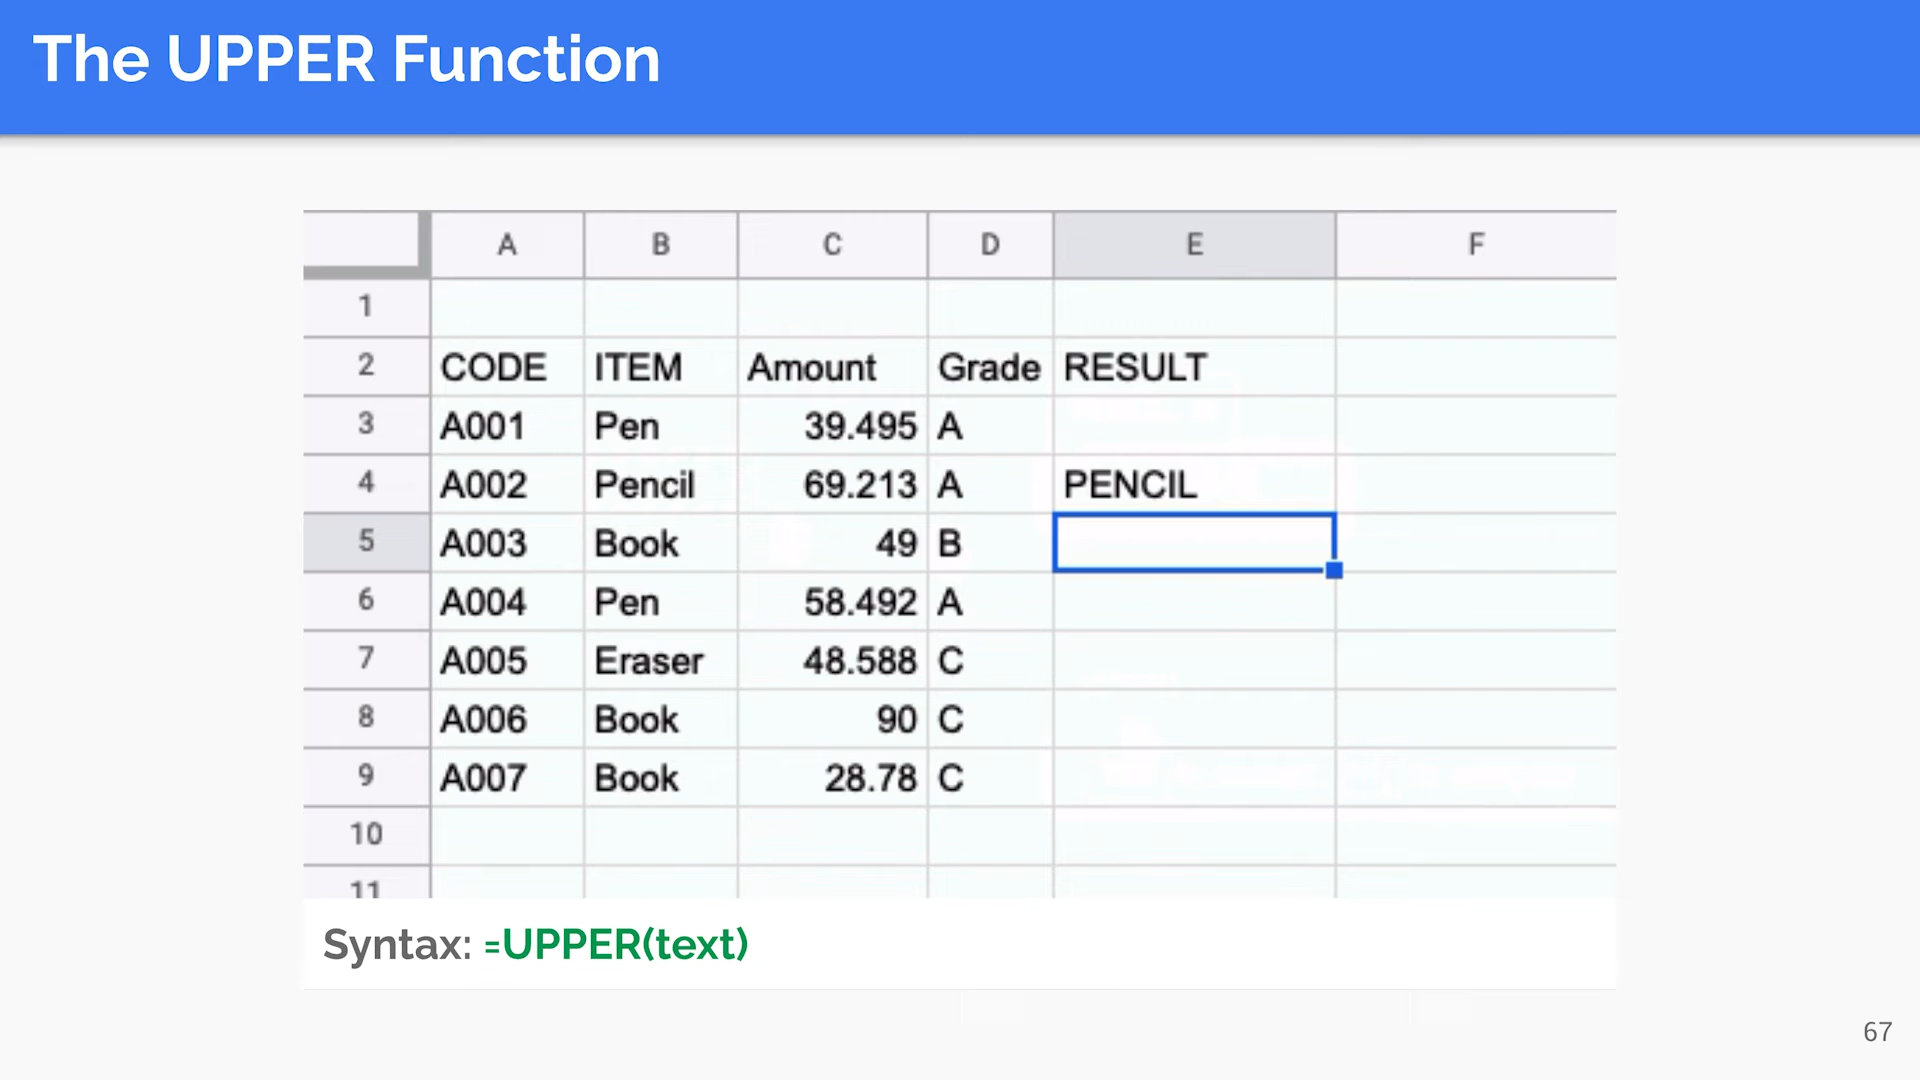 The UPPER Function
A B C D E F
1
2 CODE ITEM Amount Grade RESULT
3 A001 Pen 39.495 A
4 A002 Pencil 69.213 A PENCIL
5 A003 Book 49 B
6 A004 Pen 58.492 A
7 A005 Eraser 48.588 C
8 A006 Book 90 C
9 A007 Book 28.78 C
10
11
Syntax: =UPPER(text)
67